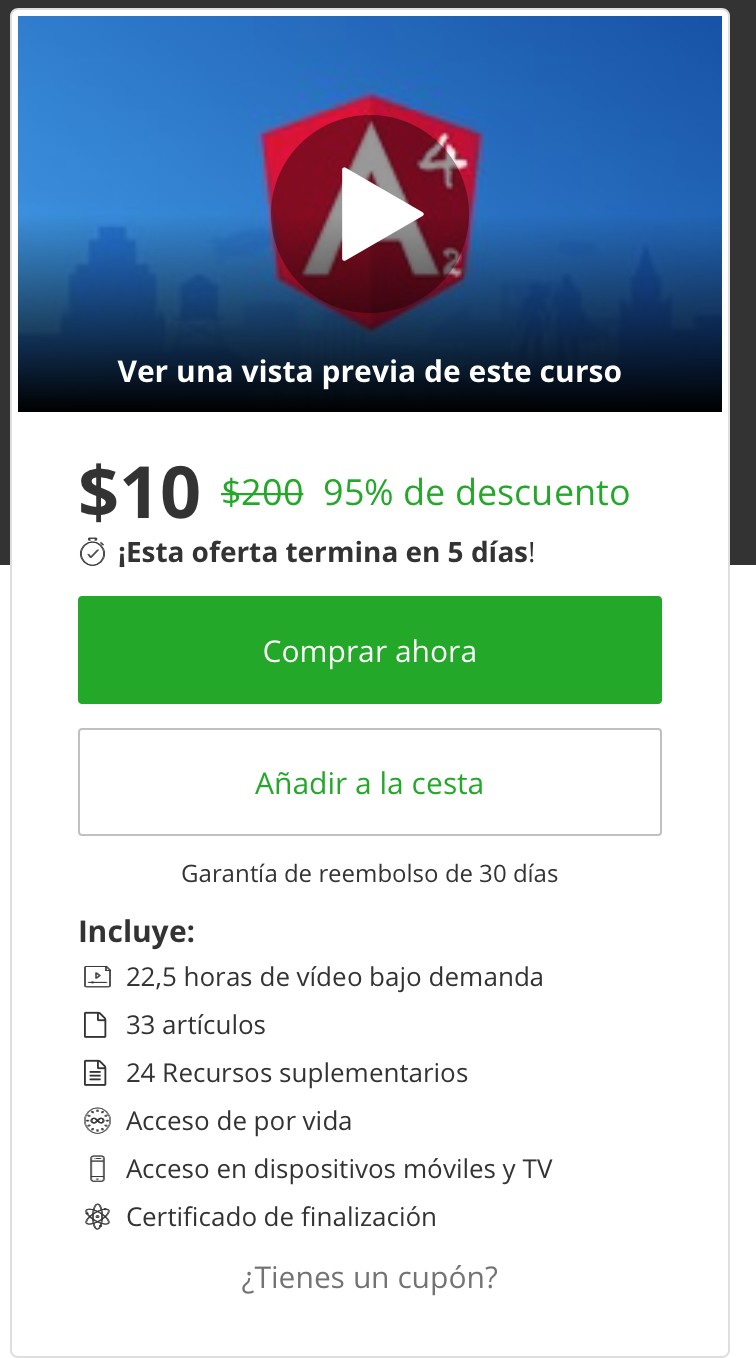 A
4
2
Ver una vista previa de este curso
$10 $200 95% de descuento
¡Esta oferta termina en 5 días!
Comprar ahora
Añadir a la cesta
Garantía de reembolso de 30 días
Incluye:
22,5 horas de vídeo bajo demanda
33 artículos
24 Recursos suplementarios
Acceso de por vida
Acceso en dispositivos móviles y TV
Certificado de finalización
¿Tienes un cupón?